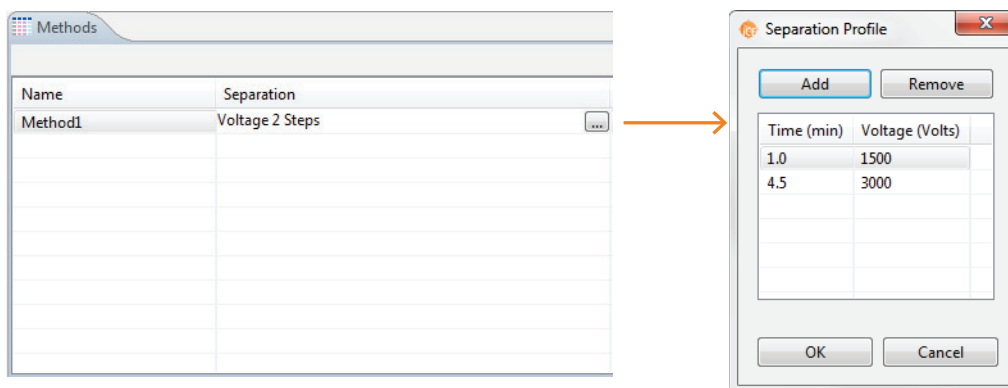 Methods
Name Separation
Method1 Voltage 2 Steps ...
iCE Separation Profile X
Add Remove
Time (min) Voltage (Volts)
1.0 1500
4.5 3000
OK Cancel